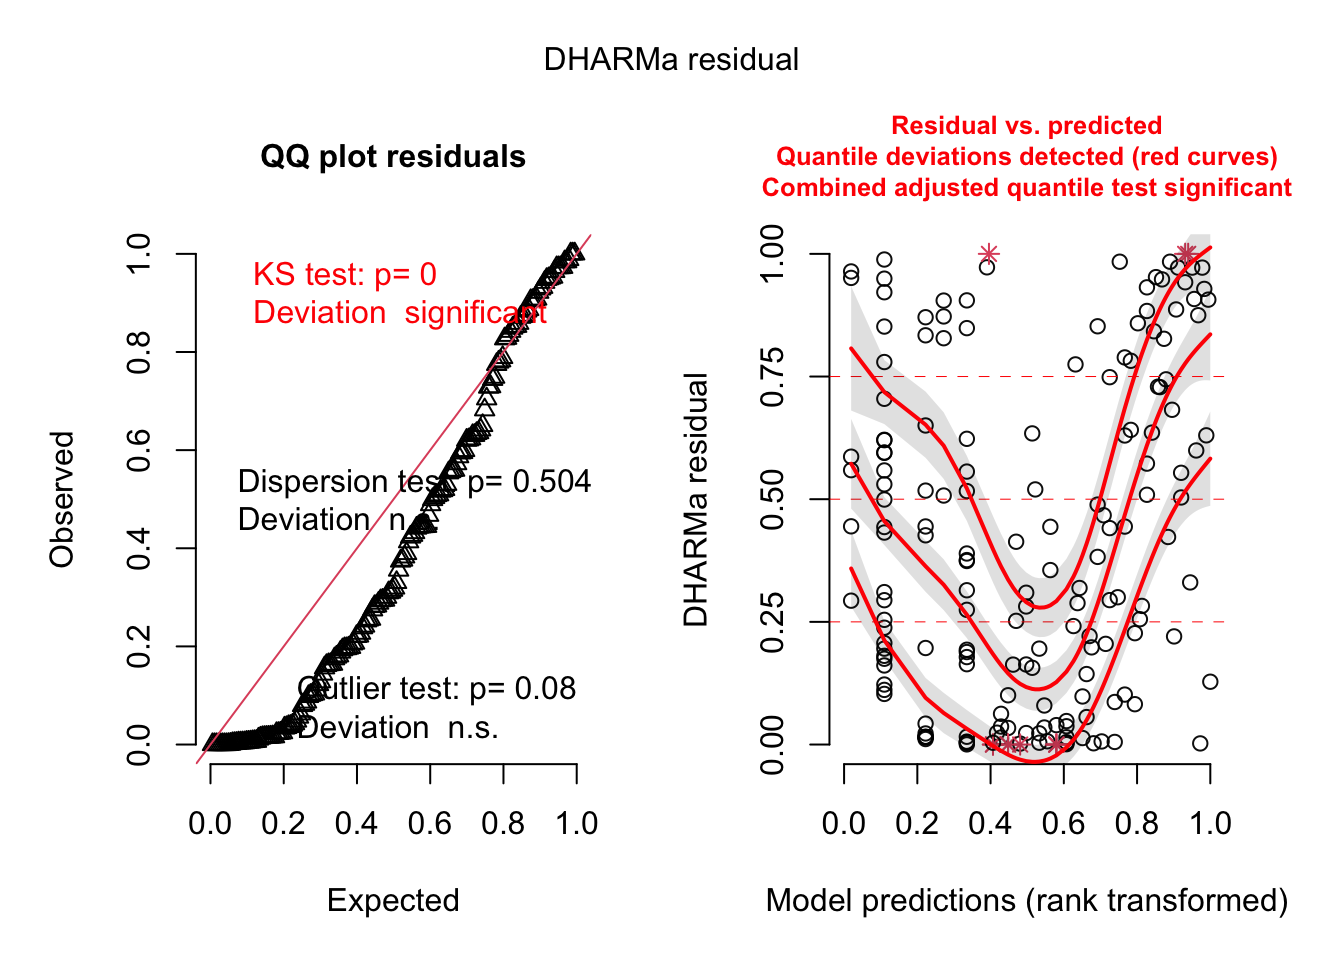 DHARMa residual
QQ plot residuals
KS test: p= 0
Deviation  significant
Dispersion test: p= 0.504
Deviation  n.s.
Outlier test: p= 0.08
Deviation  n.s.
Observed
0.0 0.2 0.4 0.6 0.8 1.0
0.0 0.2 0.4 0.6 0.8 1.0
Expected
Residual vs. predicted
Quantile deviations detected (red curves)
Combined adjusted quantile test significant
DHARMa residual
0.00 0.25 0.50 0.75 1.00
0.0 0.2 0.4 0.6 0.8 1.0
Model predictions (rank transformed)